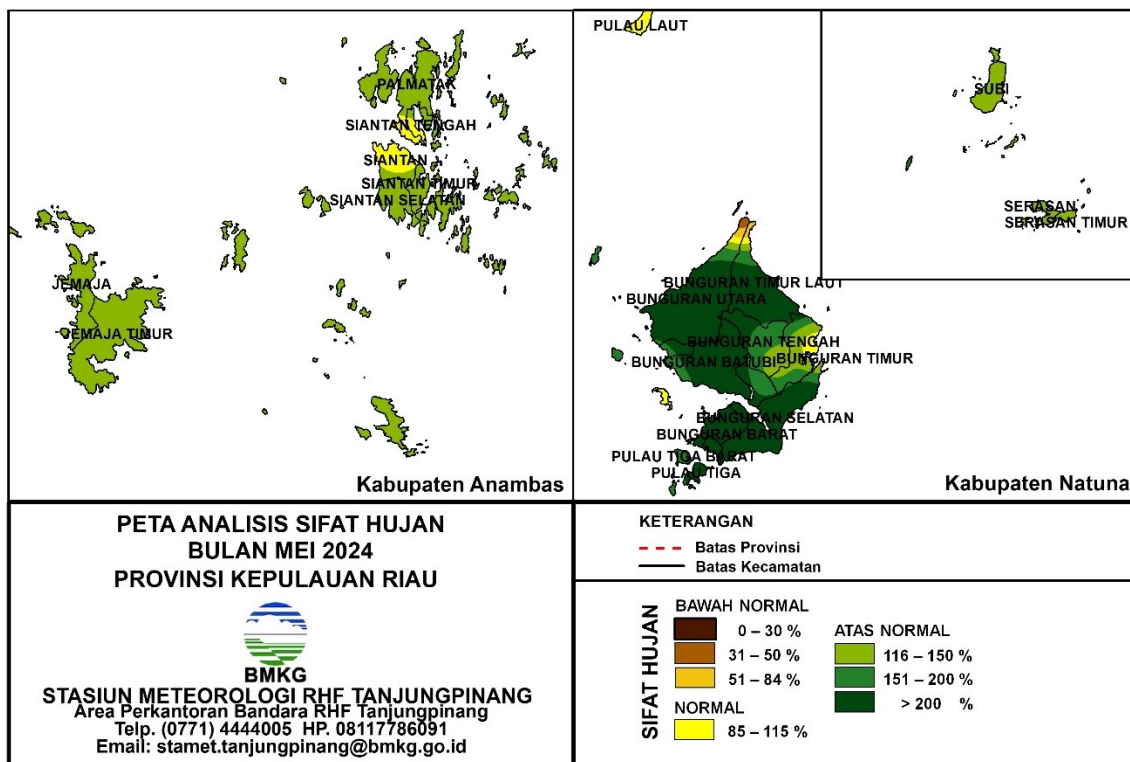 PALMATAK
SIANTAN TENGAH
SIANTAN
SIANTAN TIMUR
SIANTAN SELATAN
JEMAJA
JEMAJA TIMUR
Kabupaten Anambas
PULAU LAUT
SUBI
SERASAN
SERASAN TIMUR
BUNGURAN TIMUR LAUT
BUNGURAN UTARA
BUNGURAN TENGAH
BUNGURAN TIMUR
BUNGURAN BATUBI
BUNGURAN SELATAN
BUNGURAN BARAT
PULAU TIGA BARAT
PULAU TIGA
Kabupaten Natuna
PETA ANALISIS SIFAT HUJAN
BULAN MEI 2024
PROVINSI KEPULAUAN RIAU
BMKG
STASIUN METEOROLOGI RHF TANJUNGPINANG
Area Perkantoran Bandara RHF Tanjungpinang
Telp. (0771) 4444005 HP. 08117786091
Email: stamet.tanjungpinang@bmkg.go.id
KETERANGAN
Batas Provinsi
Batas Kecamatan
SIFAT HUJAN
BAWAH NORMAL
0 – 30 %
31 – 50 %
51 – 84 %
NORMAL
85 – 115 %
ATAS NORMAL
116 – 150 %
151 – 200 %
> 200 %